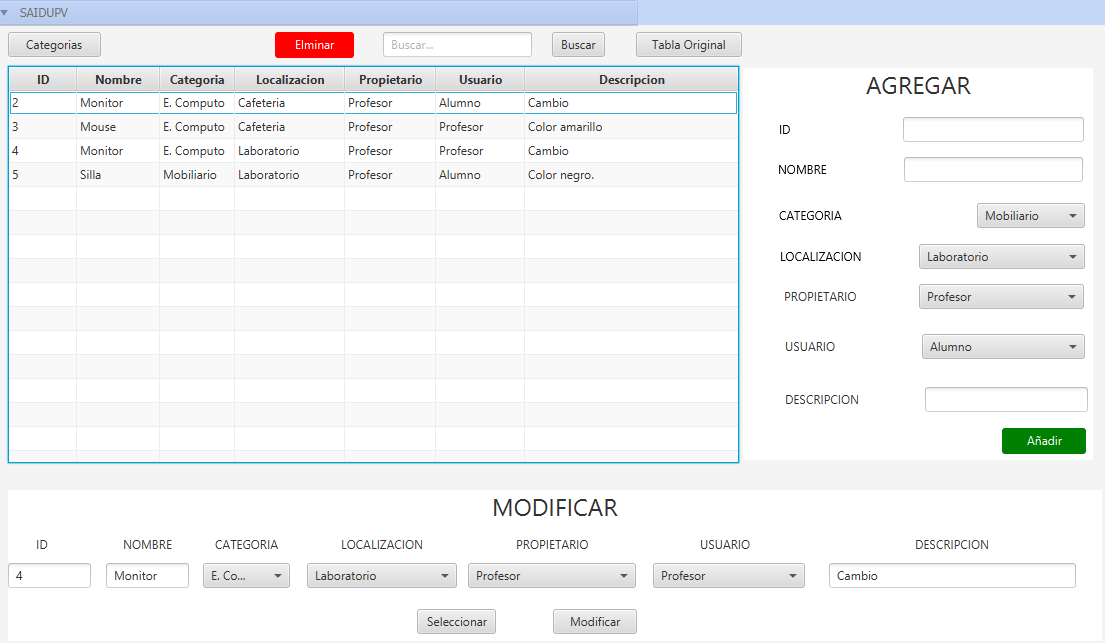 SAIDUPV
Categorias Elminar Buscar... Buscar Tabla Original
ID Nombre Categoria Localizacion Propietario Usuario Descripcion
2 Monitor E. Computo Cafeteria Profesor Alumno Cambio
3 Mouse E. Computo Cafeteria Profesor Profesor Color amarillo
4 Monitor E. Computo Laboratorio Profesor Profesor Cambio
5 Silla Mobiliario Laboratorio Profesor Alumno Color negro.
AGREGAR
ID
NOMBRE
CATEGORIA Mobiliario
LOCALIZACION Laboratorio
PROPIETARIO Profesor
USUARIO Alumno
DESCRIPCION
Añadir
MODIFICAR
ID NOMBRE CATEGORIA LOCALIZACION PROPIETARIO USUARIO DESCRIPCION
4 Monitor E. Co... Laboratorio Profesor Profesor Cambio
Seleccionar Modificar